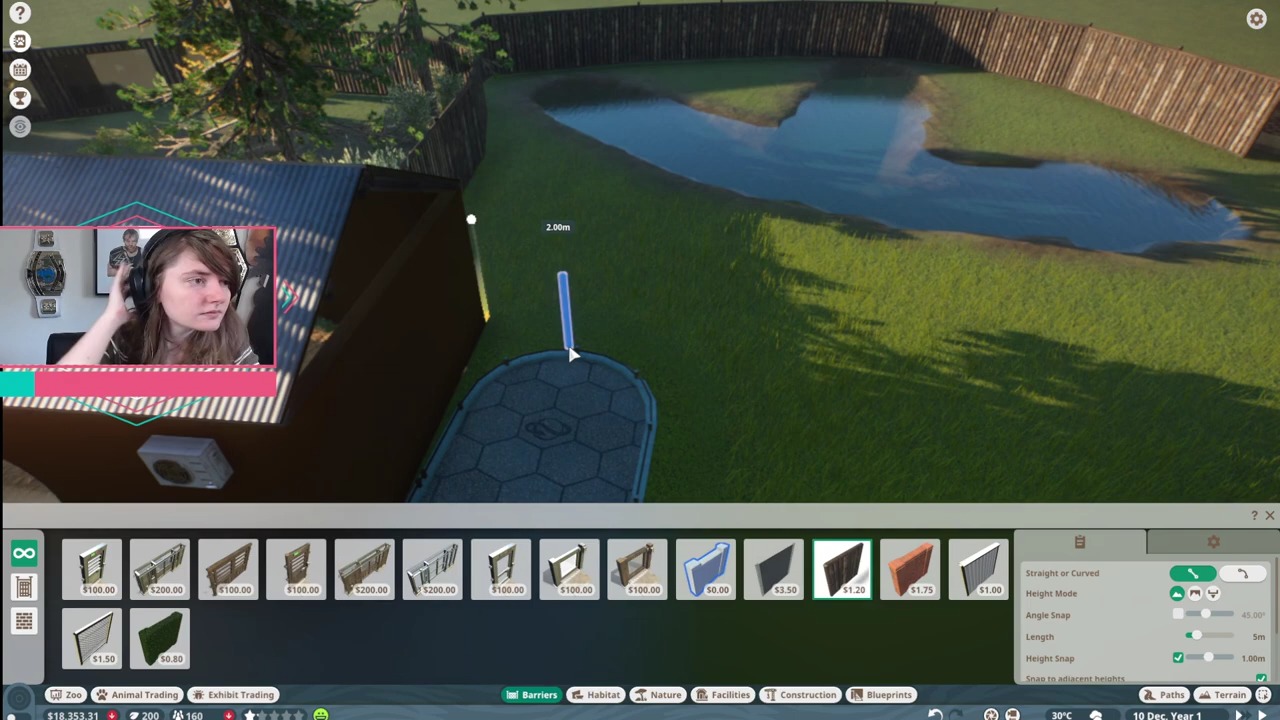 2.00m
$100.00
$200.00
$100.00
$100.00
$200.00
$200.00
$100.00
$100.00
$100.00
$0.00
$3.50
$1.20
$1.75
$1.00
$1.50
$0.80
? ×
Straight or Curved
Height Mode
Angle Snap 45.00°
Length 5m
Height Snap 1.00m
Snap to adjacent heights
Zoo Animal Trading Exhibit Trading Barriers Habitat Nature Facilities Construction Blueprints Paths Terrain
$18,353.31 200 160 30°C 10 Dec, Year 1